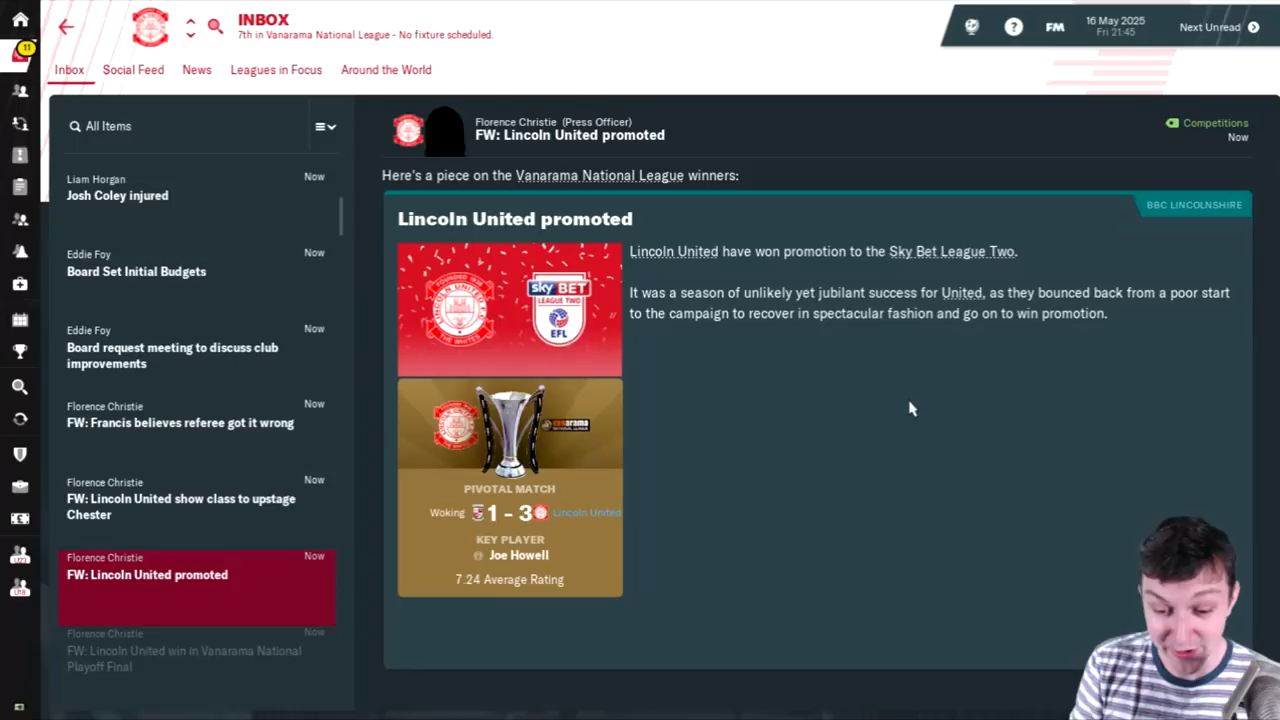 INBOX
7th in Vanarama National League - No fixture scheduled.
FM
16 May 2025
Fri 21:45
Next Unread
11
Inbox
Social Feed
News
Leagues in Focus
Around the World
All Items
Liam Horgan
Now
Josh Coley injured
Eddie Foy
Now
Board Set Initial Budgets
Eddie Foy
Now
Board request meeting to discuss club
improvements
Florence Christie
Now
FW: Francis believes referee got it wrong
Florence Christie
Now
FW: Lincoln United show class to upstage
Chester
Florence Christie
Now
FW: Lincoln United promoted
Florence Christie
Now
FW: Lincoln United win in Vanarama National
Playoff Final
Florence Christie (Press Officer)
FW: Lincoln United promoted
Competitions
Now
Here's a piece on the Vanarama National League winners:
BBC LINCOLNSHIRE
Lincoln United promoted
Lincoln United have won promotion to the Sky Bet League Two.
It was a season of unlikely yet jubilant success for United, as they bounced back from a poor start
to the campaign to recover in spectacular fashion and go on to win promotion.
sky BET
LEAGUE TWO
EFL
PIVOTAL MATCH
Woking 1 - 3 Lincoln United
KEY PLAYER
Joe Howell
7.24 Average Rating